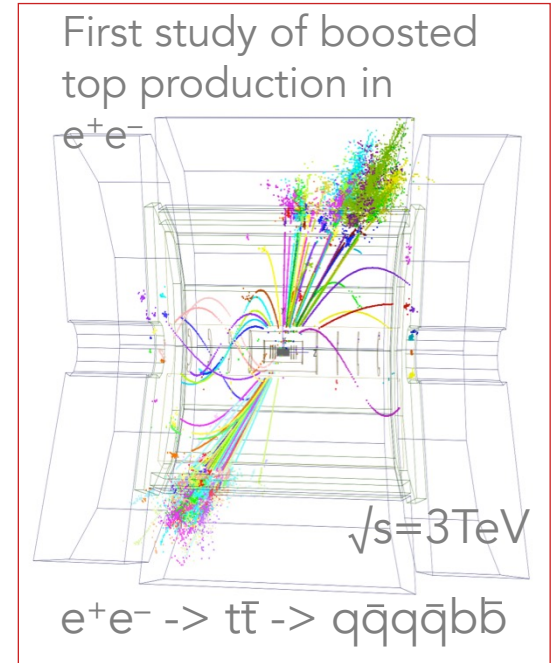 First study of boosted
top production in
e⁺e⁻
√s=3TeV
e⁺e⁻ -> tt̄ -> qq̄qq̄bb̄